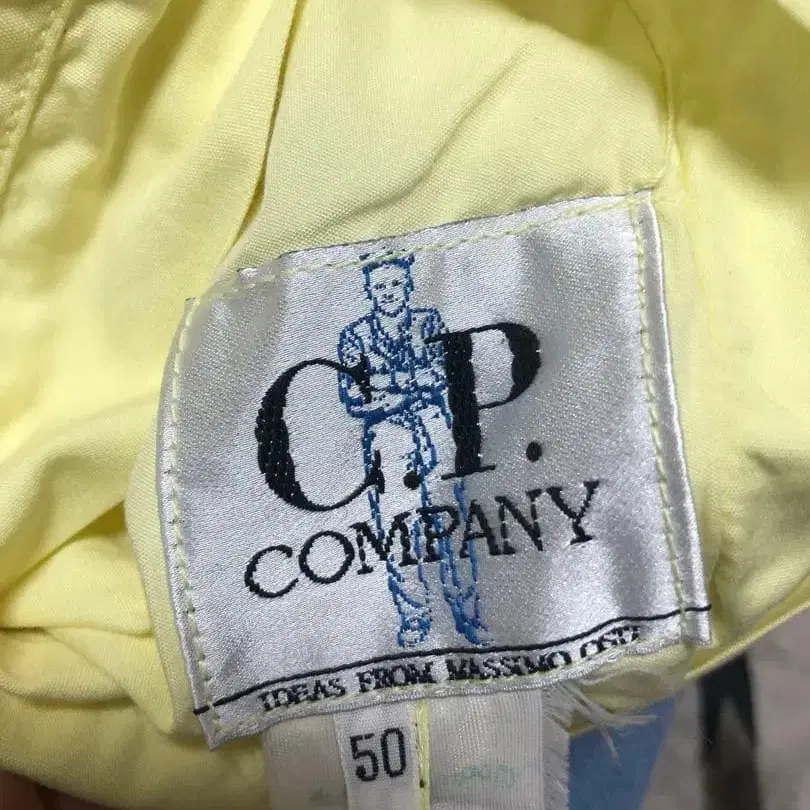 C.P.
COMPANY
IDEAS FROM MASSIMO OSTI
50